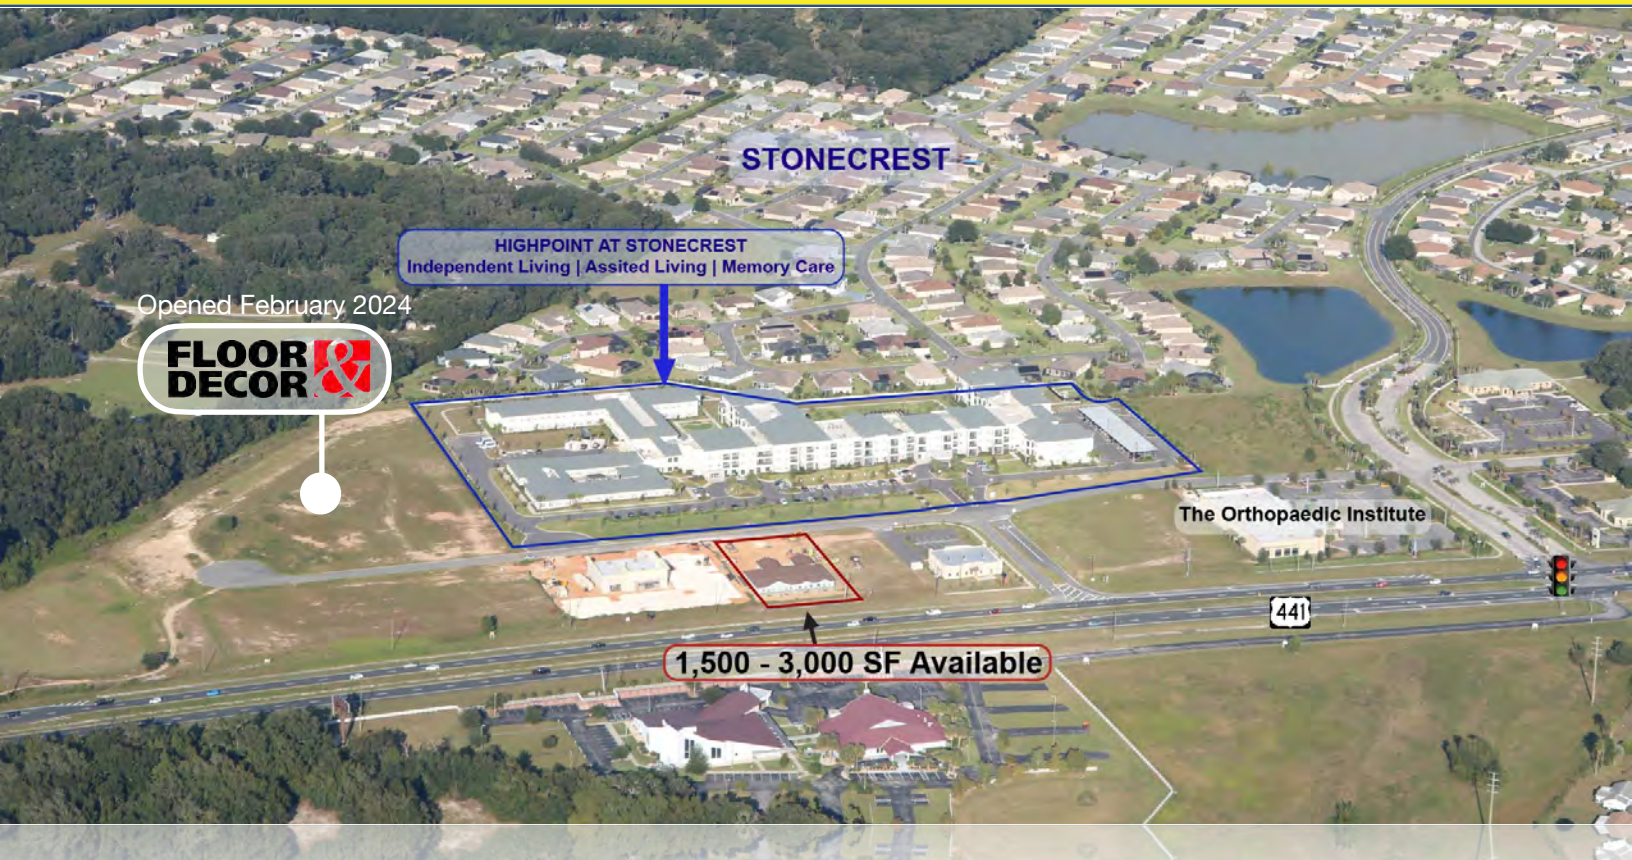 STONECREST
HIGHPOINT AT STONECREST
Independent Living | Assited Living | Memory Care
Opened February 2024
FLOOR &
DECOR
The Orthopaedic Institute
441
1,500 - 3,000 SF Available